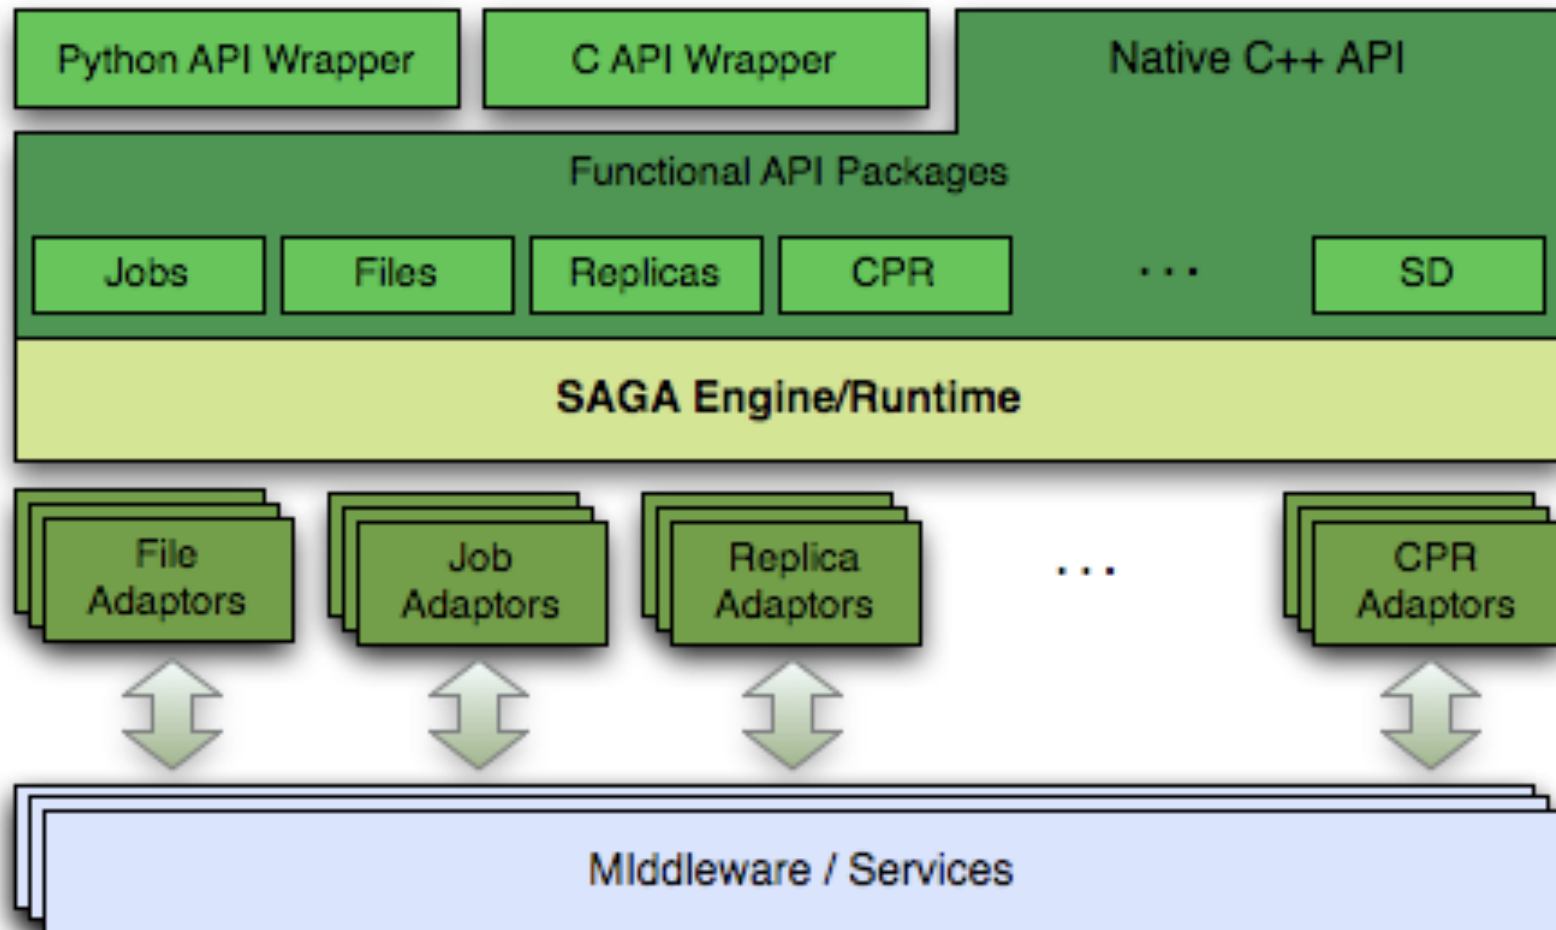 Python API Wrapper
C API Wrapper
Native C++ API
Functional API Packages
Jobs
Files
Replicas
CPR
...
SD
SAGA Engine/Runtime
File
Adaptors
Job
Adaptors
Replica
Adaptors
...
CPR
Adaptors
MIddleware / Services